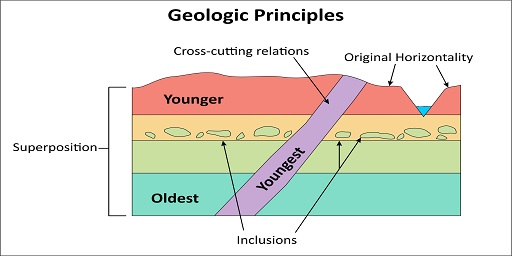 Geologic Principles
Cross-cutting relations
Original Horizontality
Younger
Superposition
Youngest
Oldest
Inclusions